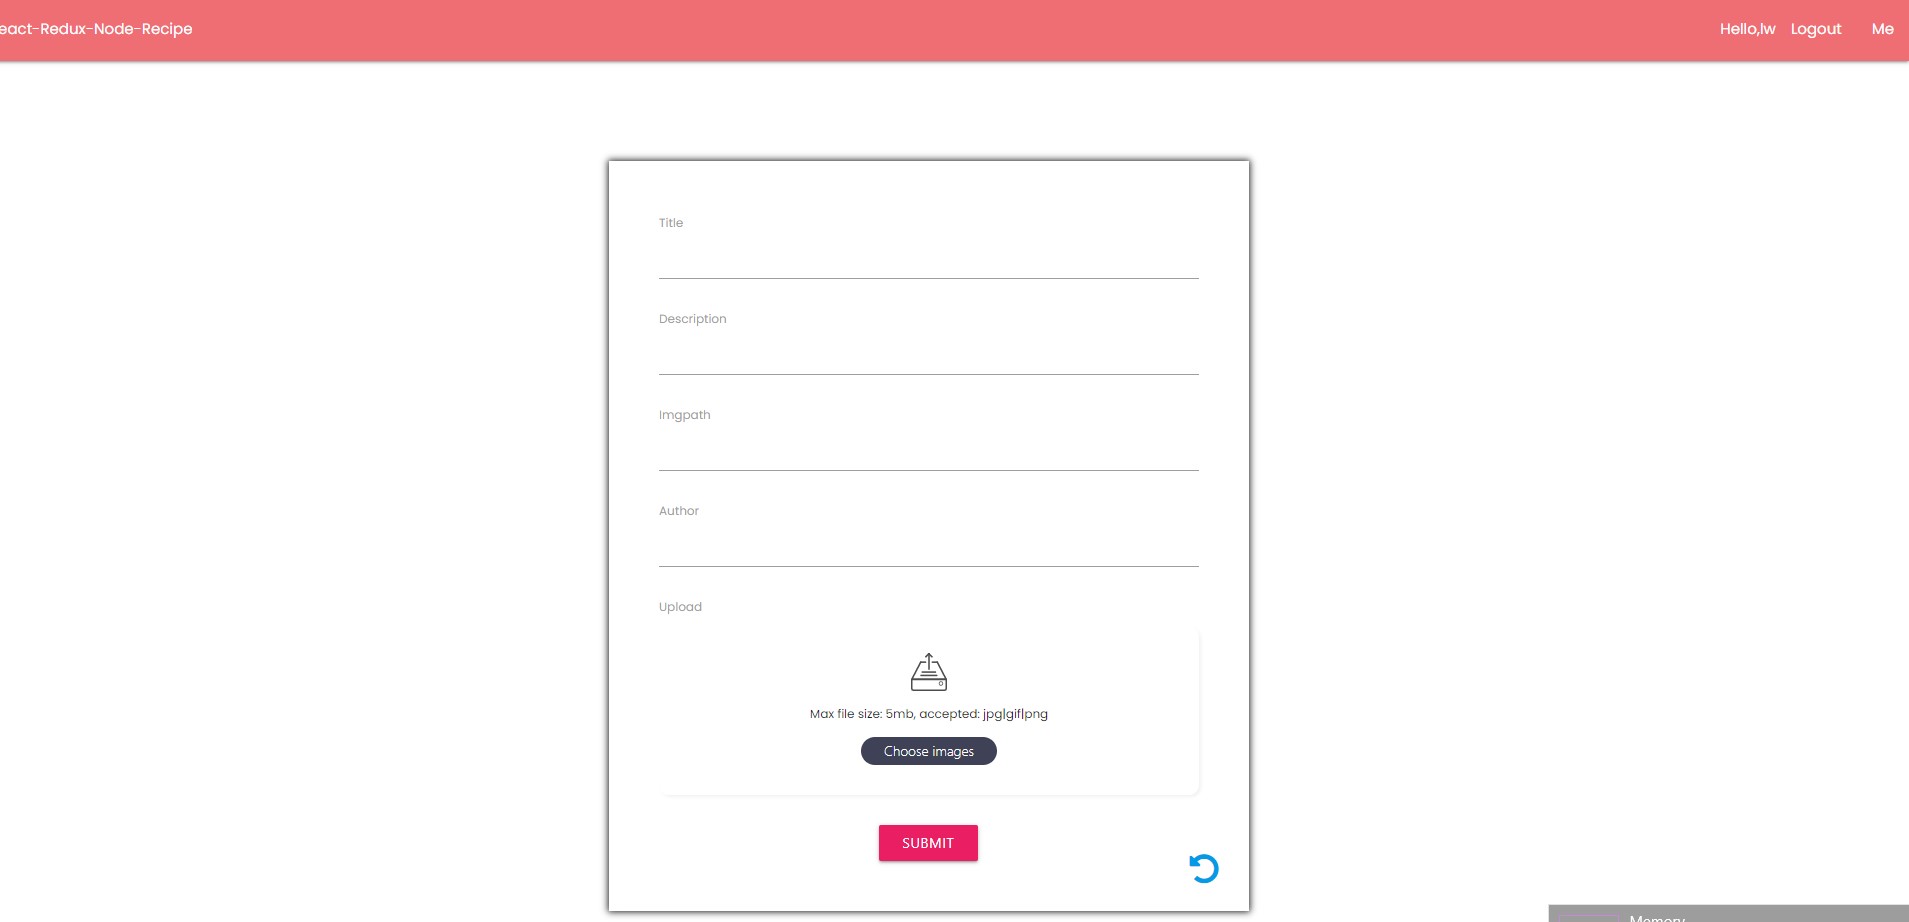 eact-Redux-Node-Recipe
Hello,lw Logout Me
Title
Description
Imgpath
Author
Upload
Max file size: 5mb, accepted: jpg|gif|png
Choose images
SUBMIT
Memory